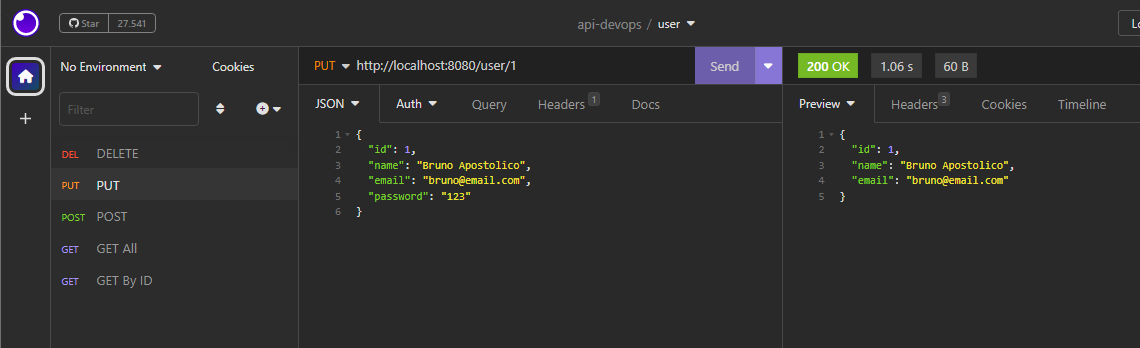 Star 27.541
api-devops / user
Lo
No Environment
Cookies
Filter
DEL DELETE
PUT PUT
POST POST
GET GET All
GET GET By ID
PUT http://localhost:8080/user/1 Send
JSON Auth Query Headers 1 Docs
1 {
2 "id": 1,
3 "name": "Bruno Apostolico",
4 "email": "bruno@email.com",
5 "password": "123"
6 }
200 OK 1.06 s 60 B
Preview Headers 3 Cookies Timeline
1 {
2 "id": 1,
3 "name": "Bruno Apostolico",
4 "email": "bruno@email.com"
5 }